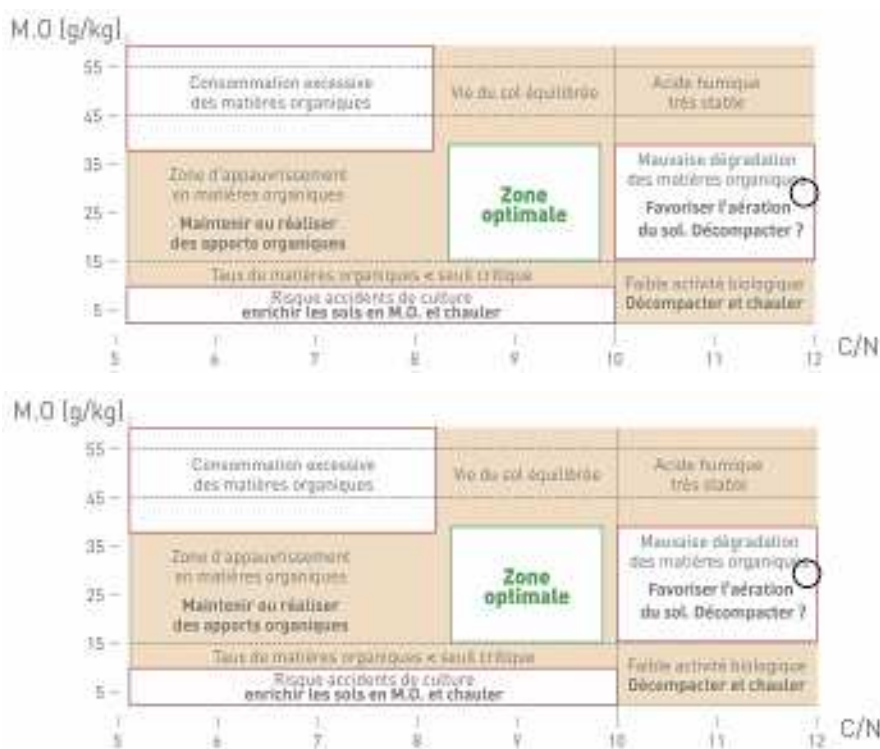 M.O (g/kg)
55
Consommation excessive
des matières organiques
Vie du sol équilibrée
Acide humique
très stable
45
35
Zone d'appauvrissement
en matières organiques
Maintenir ou réaliser
des apports organiques
Zone
optimale
Mauvaise dégradation
des matières organiques
Favoriser l'aération
du sol. Décompacter ?
25
15
Taux de matières organiques < seuil critique
Risque accidents de culture
enrichir les sols en M.O. et chauler
Faible activité biologique
Décompacter et chauler
5
5 6 7 8 9 10 11 12 C/N
M.O (g/kg)
55
Consommation excessive
des matières organiques
Vie du sol équilibrée
Acide humique
très stable
45
35
Zone d'appauvrissement
en matières organiques
Maintenir ou réaliser
des apports organiques
Zone
optimale
Mauvaise dégradation
des matières organiques
Favoriser l'aération
du sol. Décompacter ?
25
15
Taux de matières organiques < seuil critique
Risque accidents de culture
enrichir les sols en M.O. et chauler
Faible activité biologique
Décompacter et chauler
5
5 6 7 8 9 10 11 12 C/N